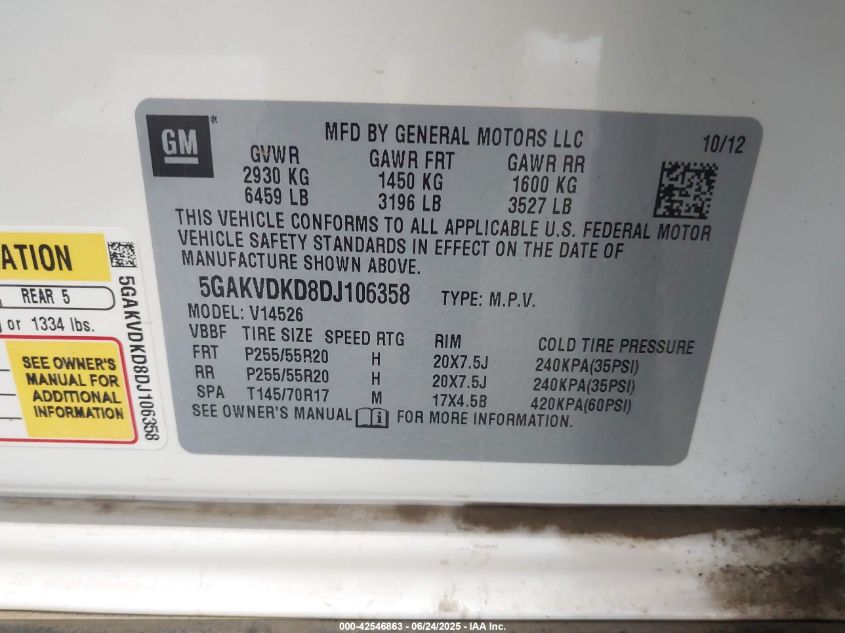 GM
MFD BY GENERAL MOTORS LLC
10/12
GVWR GAWR FRT GAWR RR
2930 KG 1450 KG 1600 KG
6459 LB 3196 LB 3527 LB
THIS VEHICLE CONFORMS TO ALL APPLICABLE U.S. FEDERAL MOTOR
VEHICLE SAFETY STANDARDS IN EFFECT ON THE DATE OF
MANUFACTURE SHOWN ABOVE.
5GAKVDKD8DJ106358 TYPE: M.P.V.
MODEL: V14526
VBBF TIRE SIZE SPEED RTG RIM COLD TIRE PRESSURE
FRT P255/55R20 H 20X7.5J 240KPA(35PSI)
RR P255/55R20 H 20X7.5J 240KPA(35PSI)
SPA T145/70R17 M 17X4.5B 420KPA(60PSI)
SEE OWNER'S MANUAL i FOR MORE INFORMATION.
ATION
REAR 5
or 1334 lbs.
SEE OWNER'S
MANUAL FOR
ADDITIONAL
INFORMATION
5GAKVDKD8DJ106358
000-42546863 - 06/24/2025 - IAA Inc.